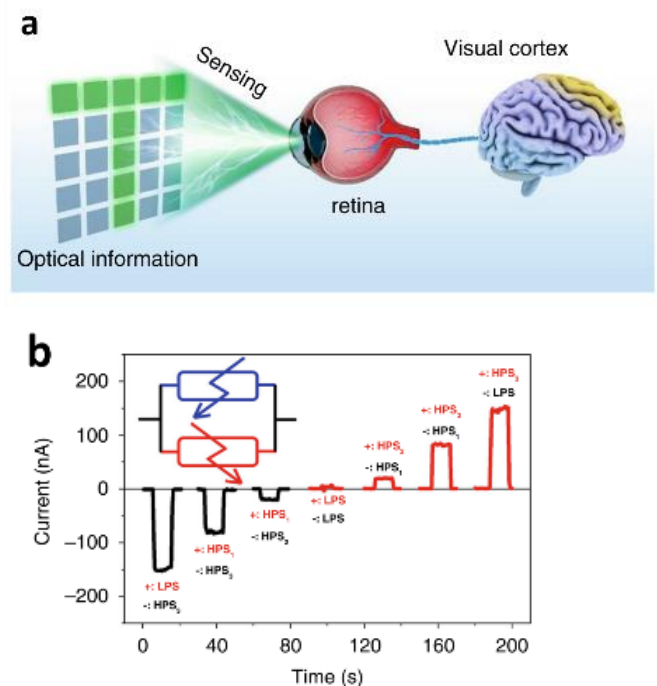 a
Sensing
Visual cortex
retina
Optical information
b
200
100
0
−100
−200
Current (nA)
+: LPS
-: HPS₃
+: HPS₁
-: HPS₃
+: HPS₁
-: HPS₂
+: LPS
-: LPS
+: HPS₂
-: HPS₁
+: HPS₃
-: HPS₁
+: HPS₃
-: LPS
0 40 80 120 160 200
Time (s)